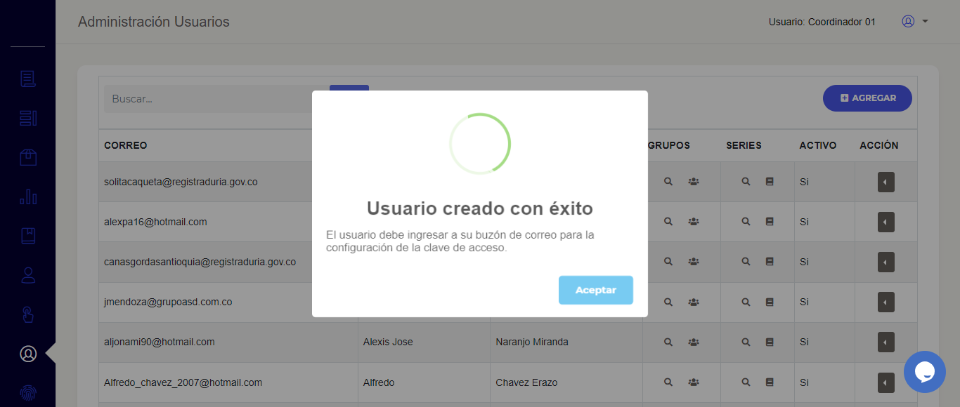 Administración Usuarios
Usuario: Coordinador 01
Buscar...
AGREGAR
CORREO
GRUPOS
SERIES
ACTIVO
ACCIÓN
solitacaqueta@registraduria.gov.co
Si
alexpa16@hotmail.com
Si
canasgordasantioquia@registraduria.gov.co
Si
jmendoza@grupoasd.com.co
Si
aljonami90@hotmail.com
Alexis Jose
Naranjo Miranda
Si
Alfredo_chavez_2007@hotmail.com
Alfredo
Chavez Erazo
Si
Usuario creado con éxito
El usuario debe ingresar a su buzón de correo para la
configuración de la clave de acceso.
Aceptar